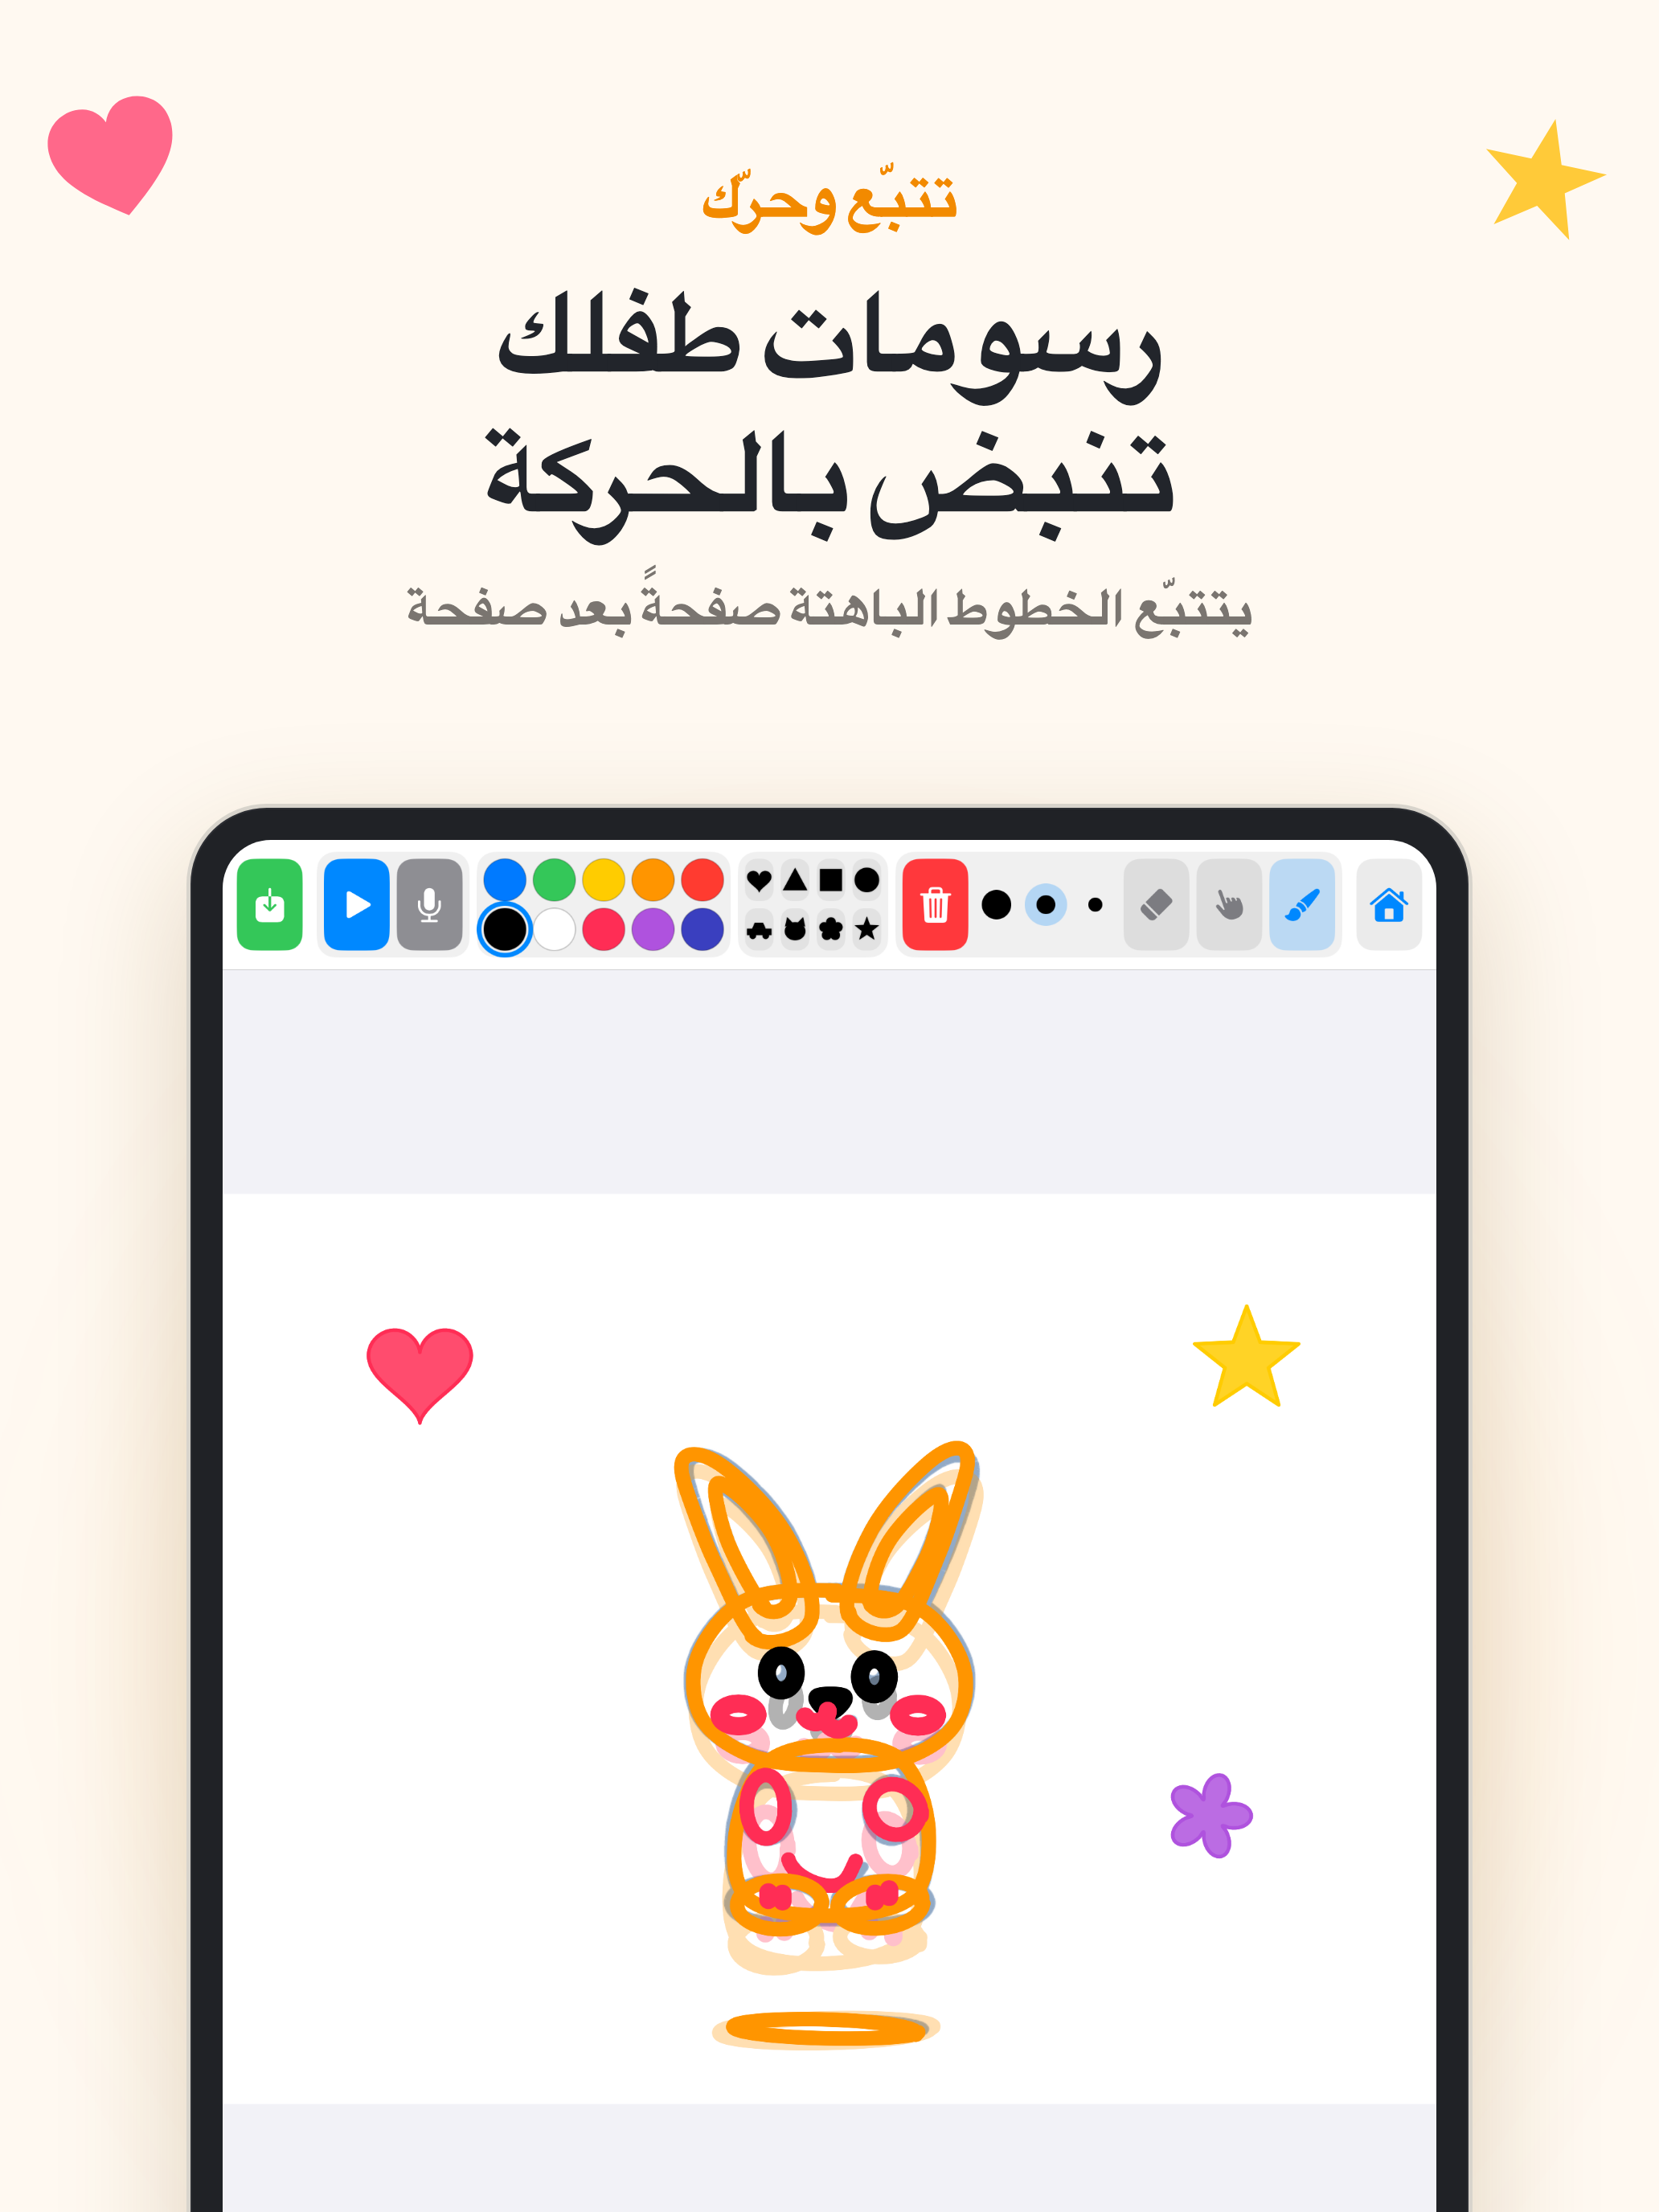 تتبّع وحرّك
رسومات طفلك
تنبض بالحركة
يتتبّع الخطوط الباهتة صفحةً بعد صفحة